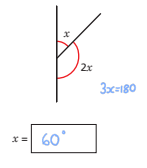 x
2x
3x=180
x = 60°